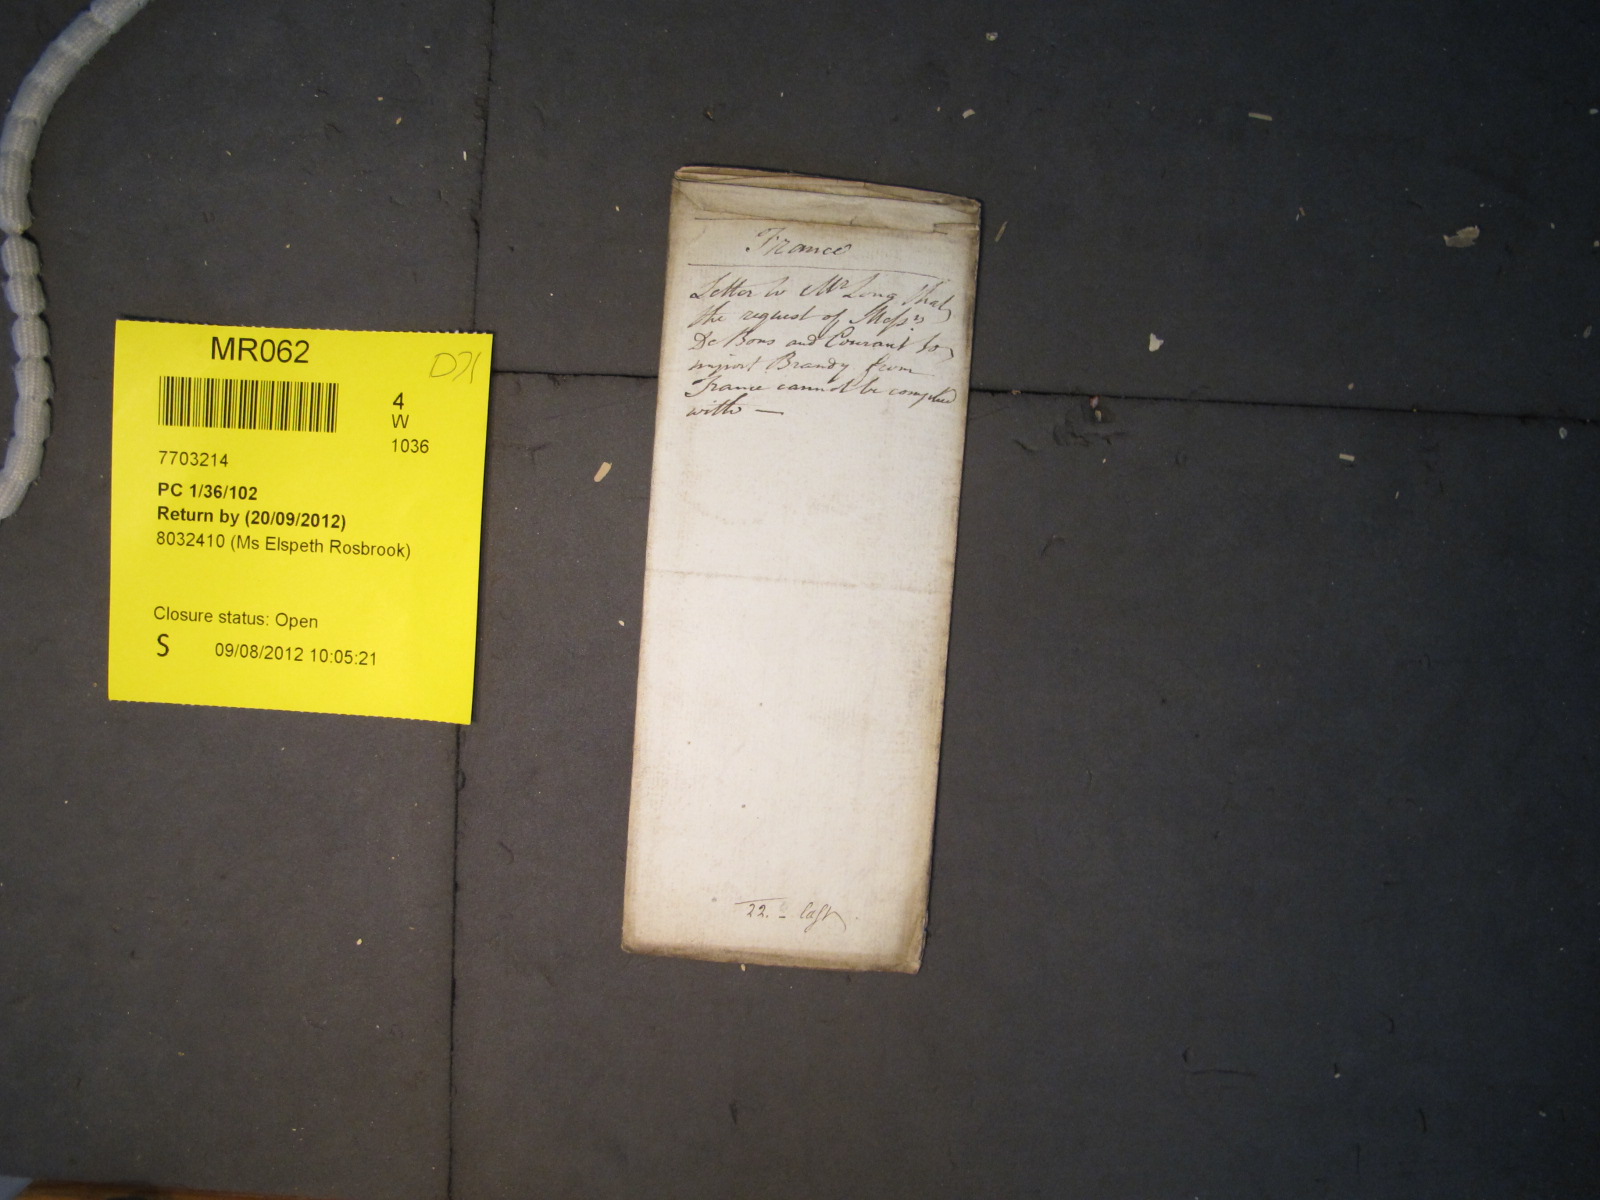 MR062
D71
4
W
1036
7703214
PC 1/36/102
Return by (20/09/2012)
8032410 (Ms Elspeth Rosbrook)
Closure status: Open
S 09/08/2012 10:05:21
France
Letter to Mr Long that
the request of Messrs
De Bons and Courant to
import Brandy from
France cannot be complied
with —
22. last